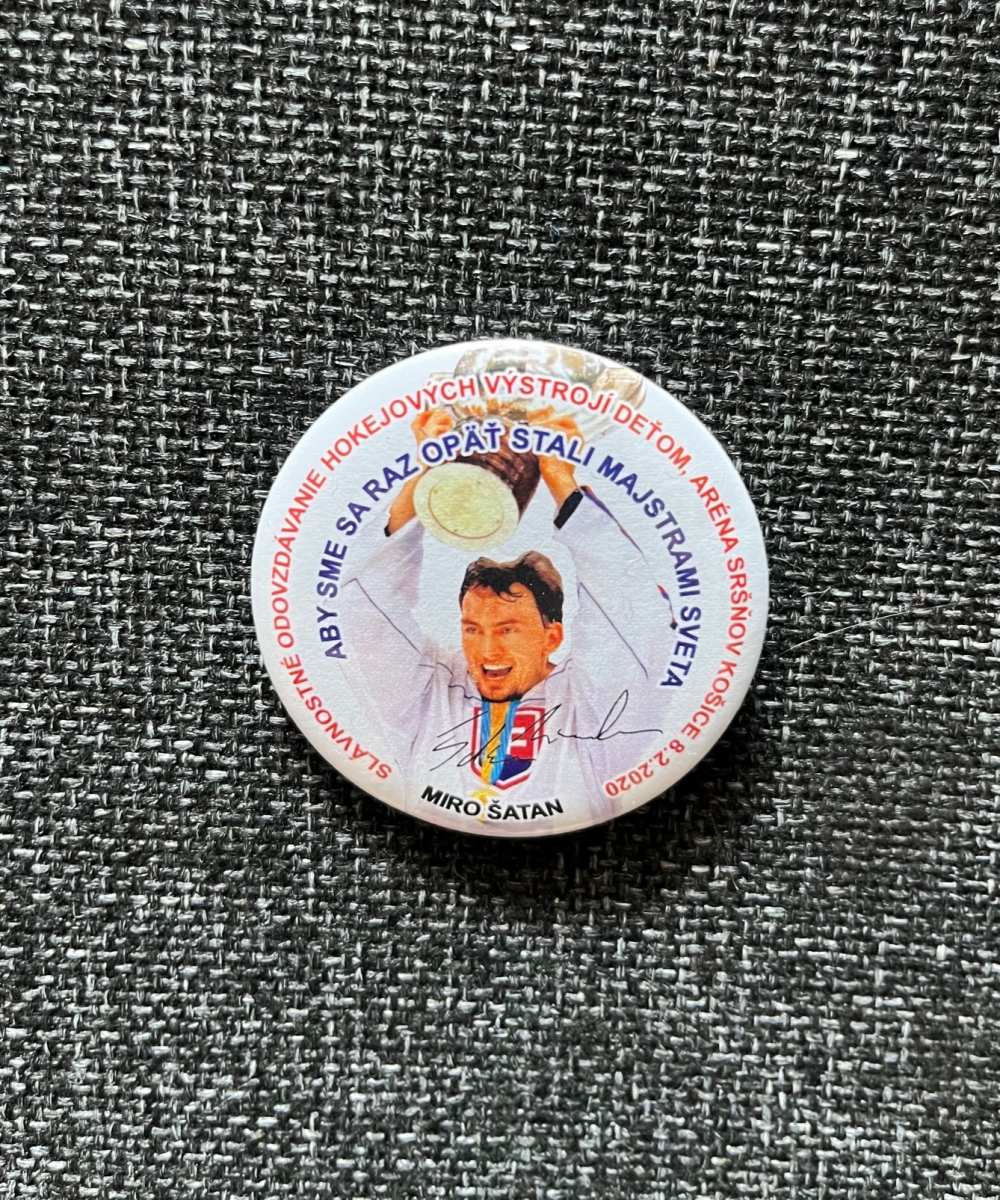 SLÁVNOSTNÉ ODOVZDÁVANIE HOKEJOVÝCH VÝSTROJÍ DEŤOM, ARÉNA SRŠŇOV KOŠICE 8.2.2020
ABY SME SA RAZ OPÄŤ STALI MAJSTRAMI SVETA
MIRO ŠATAN